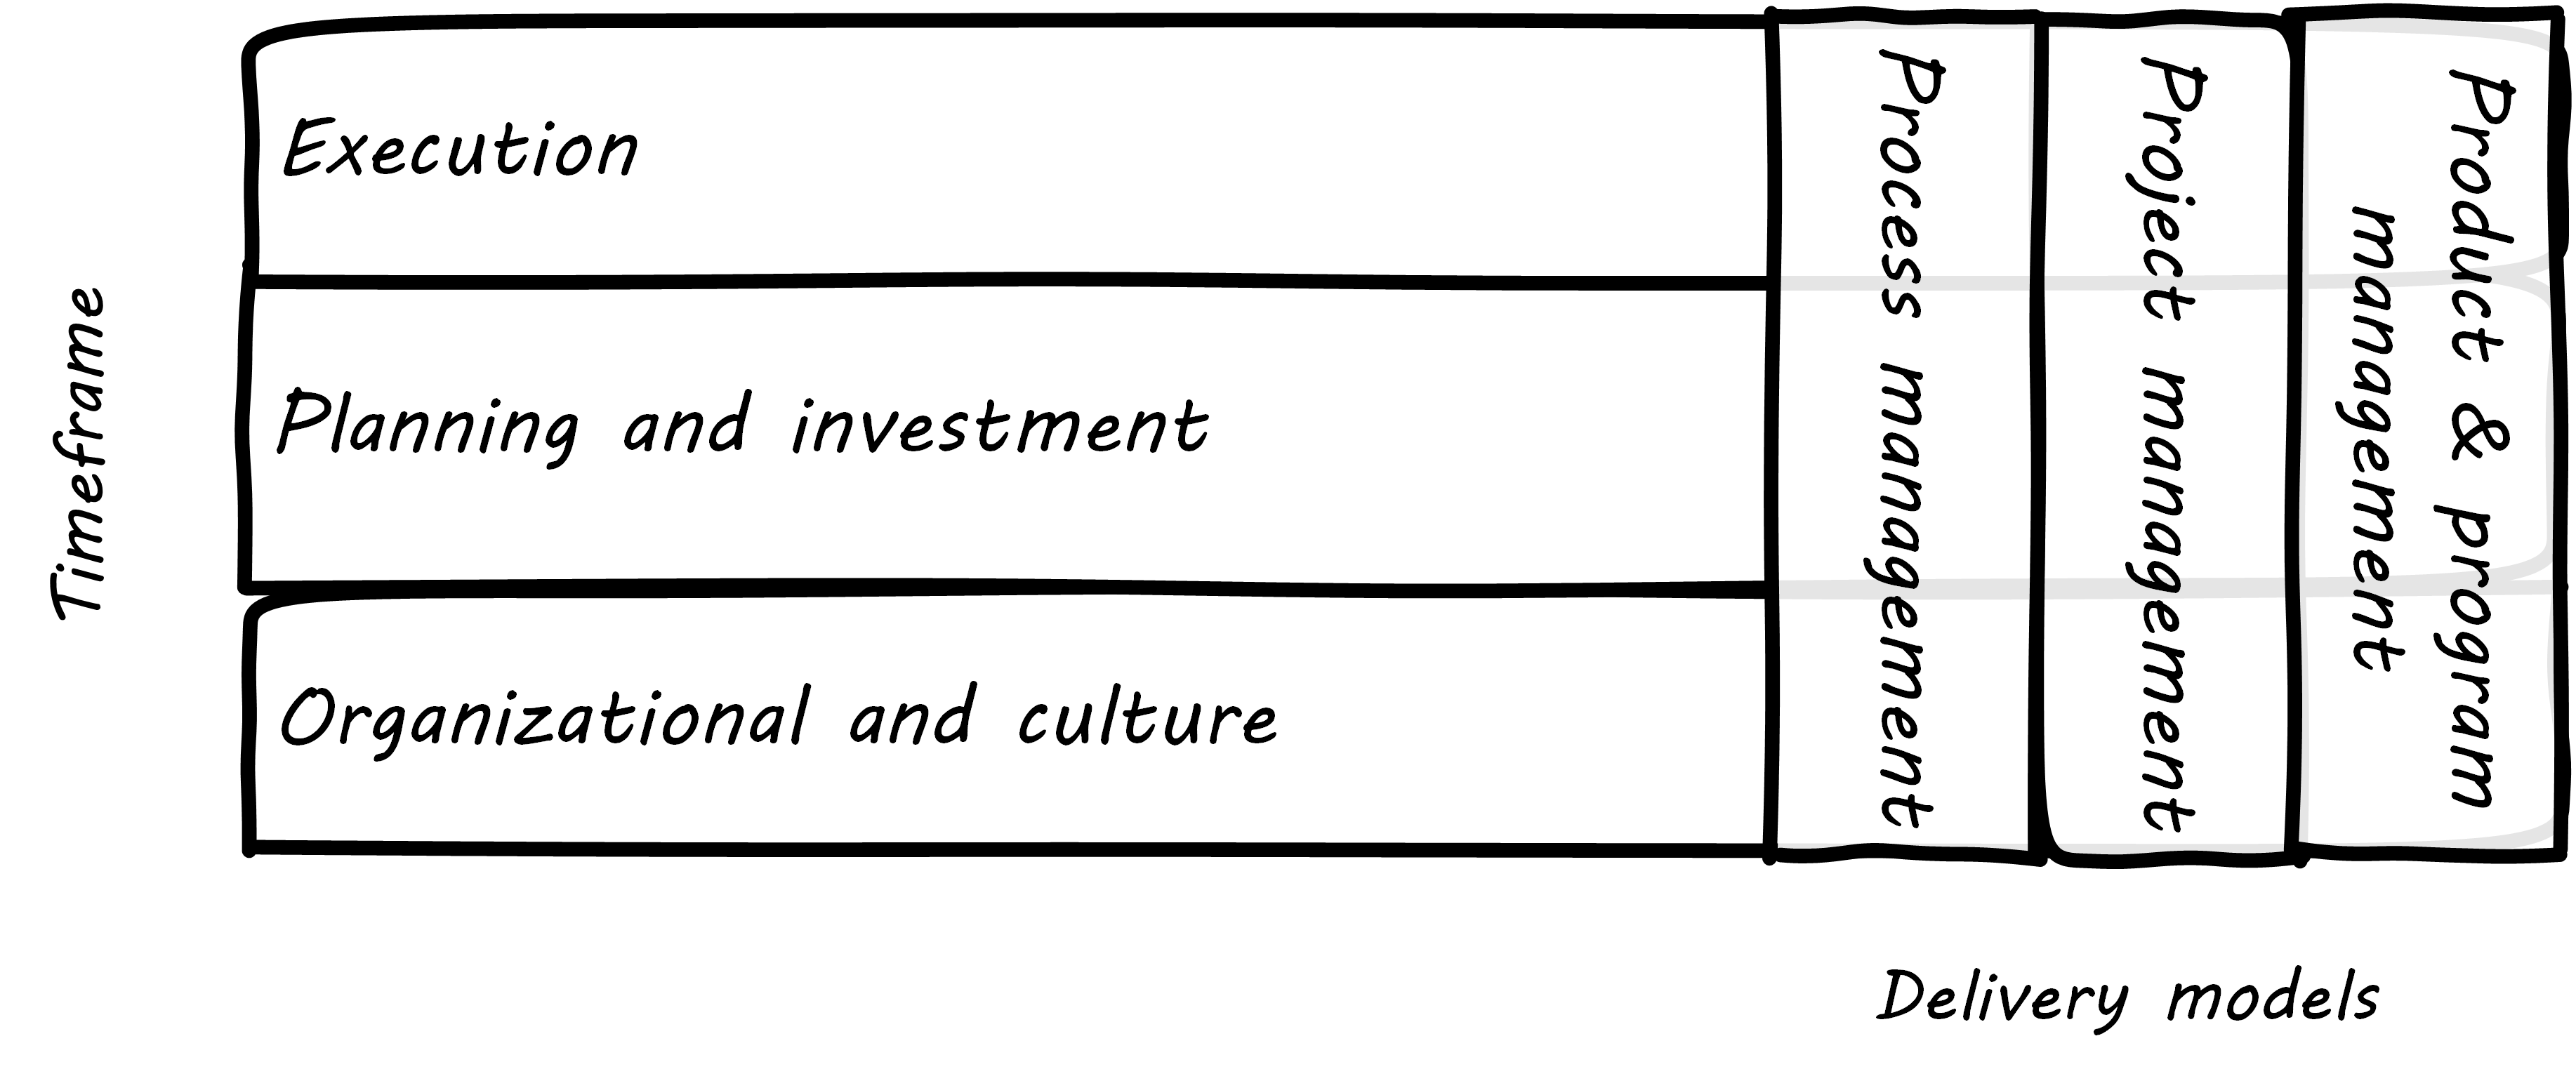 Timeframe
Execution
Planning and investment
Organizational and culture
Process management
Project management
Product & program
management
Delivery models